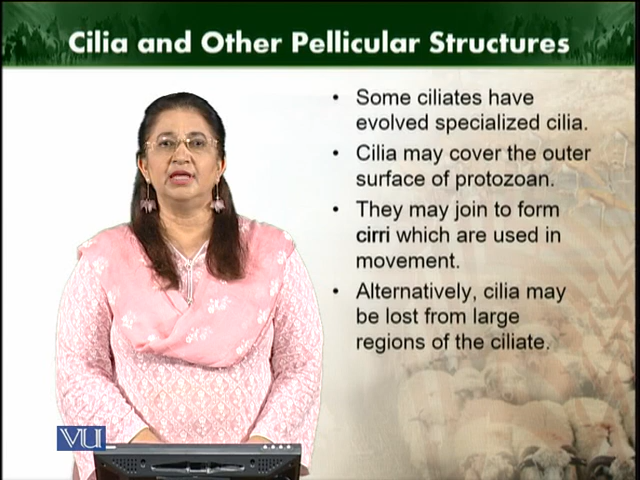 Cilia and Other Pellicular Structures
• Some ciliates have
evolved specialized cilia.
• Cilia may cover the outer
surface of protozoan.
• They may join to form
cirri which are used in
movement.
• Alternatively, cilia may
be lost from large
regions of the ciliate.
VU